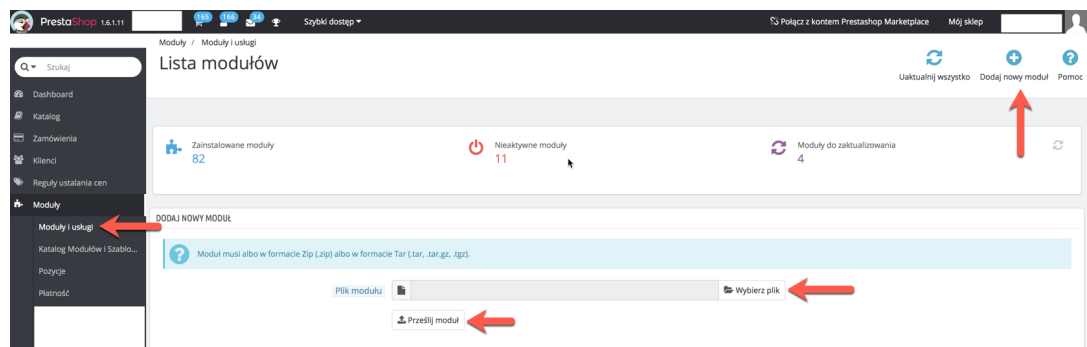 PrestaShop 1.6.1.11
165
166
34
Szybki dostęp
Połącz z kontem Prestashop Marketplace
Mój sklep
Szukaj
Dashboard
Katalog
Zamówienia
Klienci
Reguły ustalania cen
Moduły
Moduły i usługi
Katalog Modułów i Szablo...
Pozycje
Płatność
Moduły / Moduły i usługi
Lista modułów
Uaktualnij wszystko
Dodaj nowy moduł
Pomoc
Zainstalowane moduły
82
Nieaktywne moduły
11
Moduły do zaktualizowania
4
DODAJ NOWY MODUŁ
Moduł musi albo w formacie Zip (.zip) albo w formacie Tar (.tar, .tar.gz, .tgz).
Plik modułu
Wybierz plik
Prześlij moduł